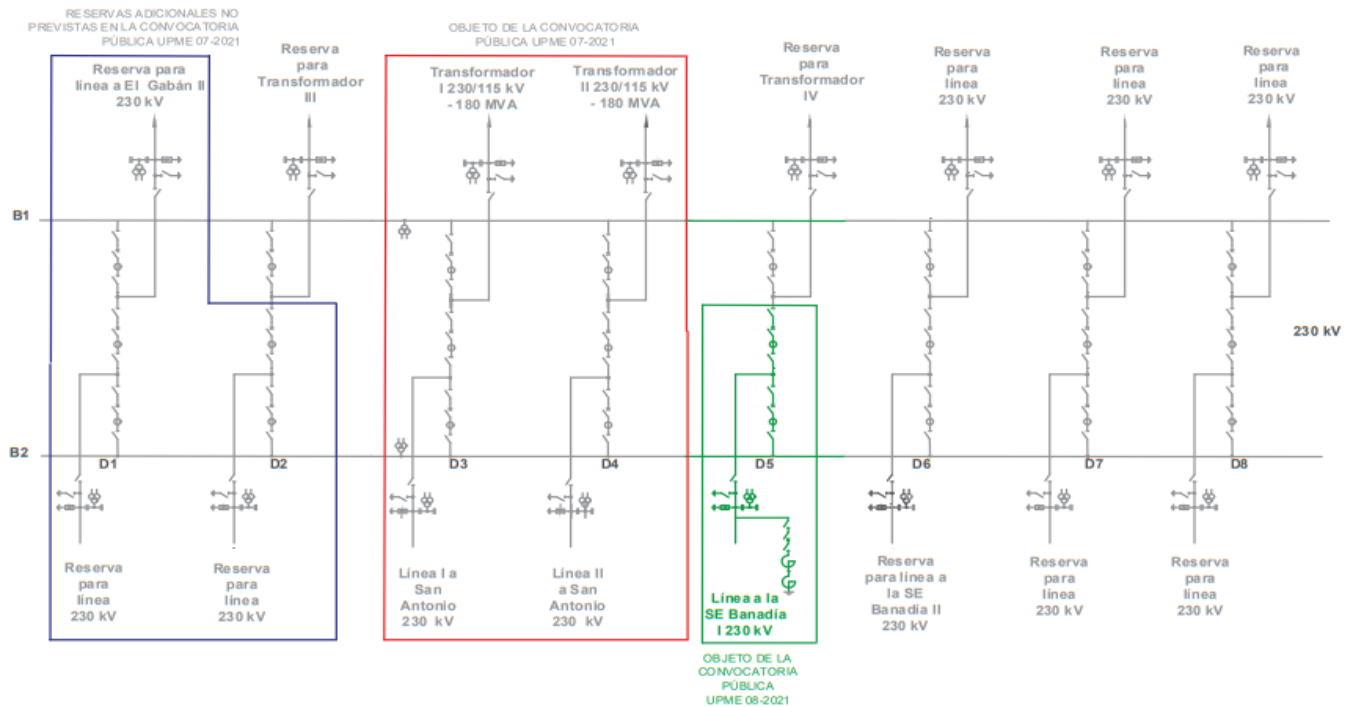 RESERVAS ADICIONALES NO
PREVISTAS EN LA CONVOCATORIA
PÚBLICA UPME 07-2021
OBJETO DE LA CONVOCATORIA
PÚBLICA UPME 07-2021
Reserva para
línea a El Gabán II
230 kV
Reserva
para
Transformador
III
Transformador
I 230/115 kV
- 180 MVA
Transformador
II 230/115 kV
- 180 MVA
Reserva
para
Transformador
IV
Reserva
para
línea
230 kV
Reserva
para
línea
230 kV
Reserva
para
línea
230 kV
B1
230 kV
B2
D1
D2
D3
D4
D5
D6
D7
D8
Reserva
para
línea
230 kV
Reserva
para
línea
230 kV
Línea I a
San
Antonio
230 kV
Línea II
a San
Antonio
230 kV
Línea a la
SE Banadía
I 230 kV
Reserva
para línea a
la SE
Banadía II
230 kV
Reserva
para
línea
230 kV
Reserva
para
línea
230 kV
OBJETO DE LA
CONVOCATORIA
PÚBLICA
UPME 08-2021